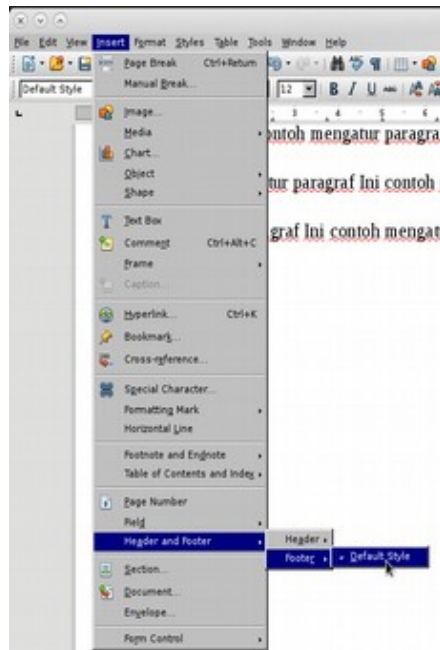 File Edit View Insert Format Styles Table Tools Window Help
Default Style
12
B I U
Page Break Ctrl+Return
Manual Break...
Image...
Media
Chart...
Object
Shape
Text Box
Comment Ctrl+Alt+C
Frame
Caption...
Hyperlink... Ctrl+K
Bookmark...
Cross-reference...
Special Character...
Formatting Mark
Horizontal Line
Footnote and Endnote
Table of Contents and Index
Page Number
Field
Header and Footer
Header
Footer
Default Style
Section...
Document...
Envelope...
Form Control
3 4 5 6
ontoh mengatur paragra
tur paragraf Ini contoh
graf Ini contoh mengat